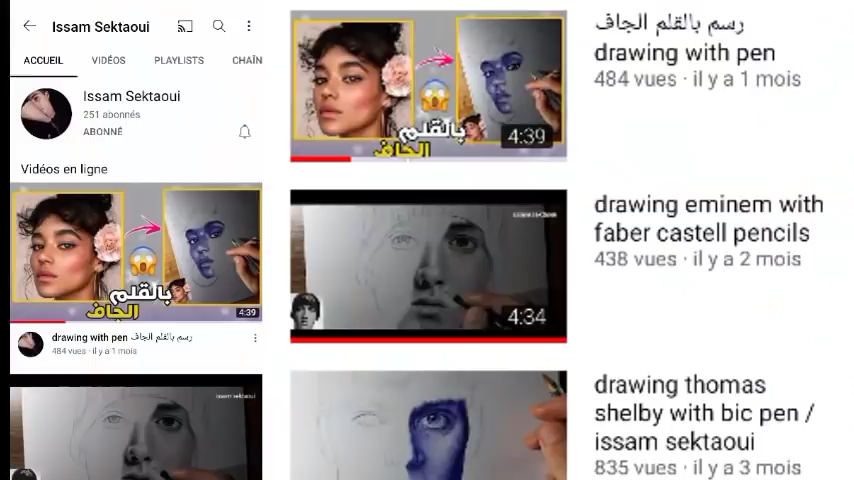 Issam Sektaoui
ACCUEIL VIDÉOS PLAYLISTS CHAÎN
Issam Sektaoui
251 abonnés
ABONNÉ
Vidéos en ligne
بالقلم
الجاف
4:39
drawing with pen رسم بالقلم الجاف
484 vues · il y a 1 mois
issam sektaoui
بالقلم
الجاف
4:39
رسم بالقلم الجاف
drawing with pen
484 vues · il y a 1 mois
4:34
drawing eminem with
faber castell pencils
438 vues · il y a 2 mois
drawing thomas
shelby with bic pen /
issam sektaoui
835 vues · il y a 3 mois